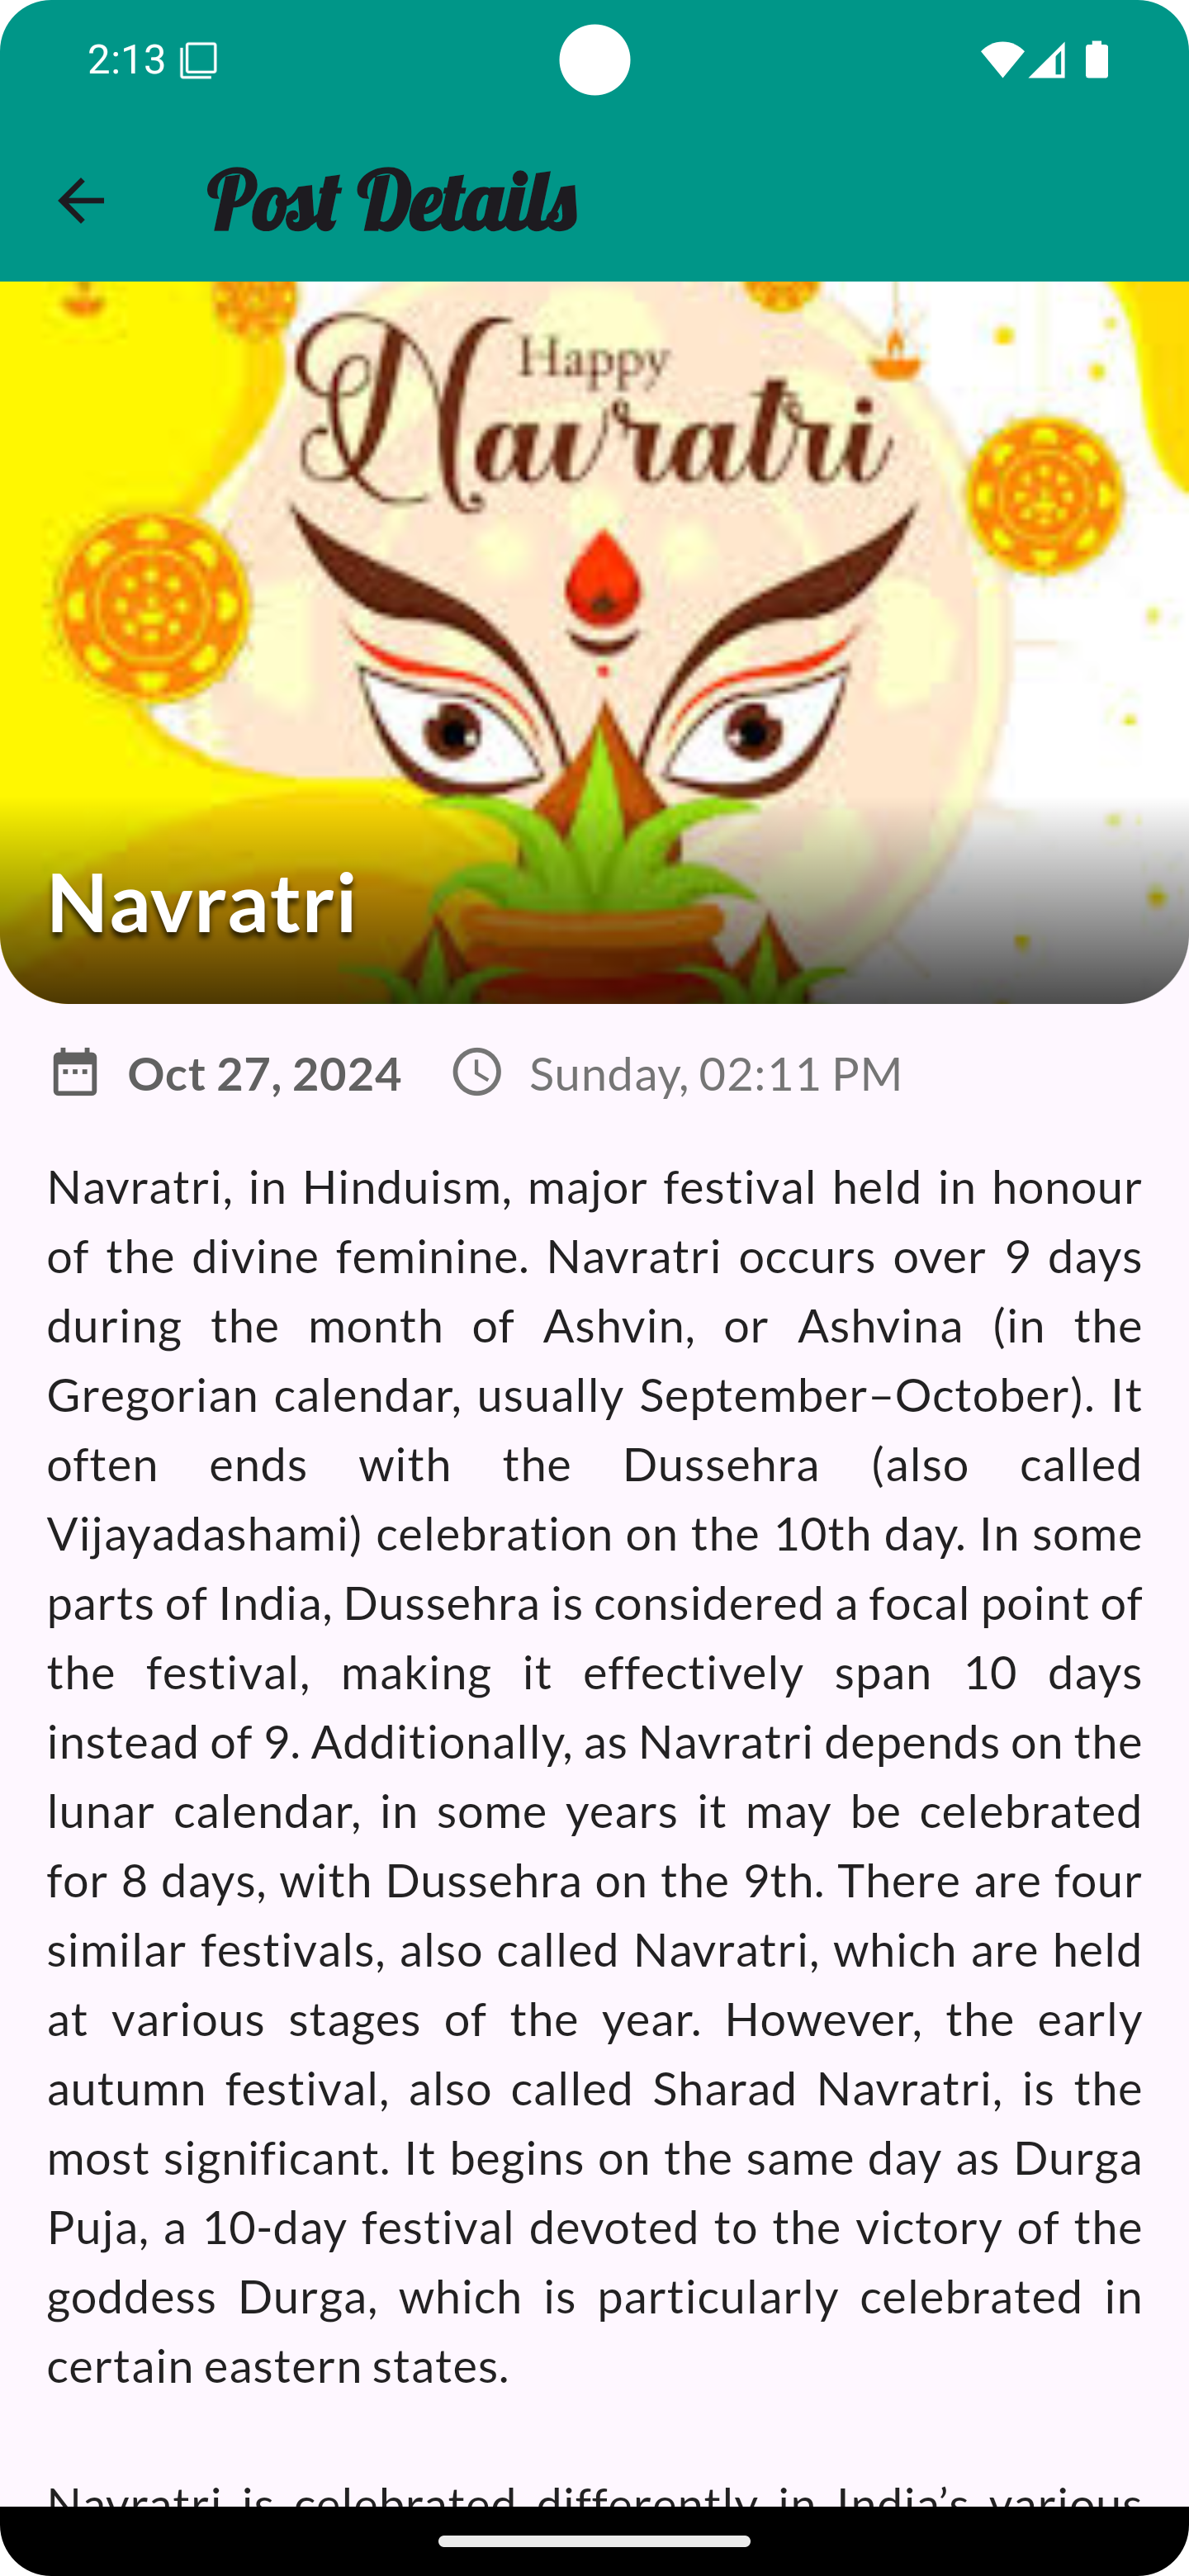 2:13
Post Details
Happy
Navratri
Navratri
Oct 27, 2024 Sunday, 02:11 PM
Navratri, in Hinduism, major festival held in honour
of the divine feminine. Navratri occurs over 9 days
during the month of Ashvin, or Ashvina (in the
Gregorian calendar, usually September–October). It
often ends with the Dussehra (also called
Vijayadashami) celebration on the 10th day. In some
parts of India, Dussehra is considered a focal point of
the festival, making it effectively span 10 days
instead of 9. Additionally, as Navratri depends on the
lunar calendar, in some years it may be celebrated
for 8 days, with Dussehra on the 9th. There are four
similar festivals, also called Navratri, which are held
at various stages of the year. However, the early
autumn festival, also called Sharad Navratri, is the
most significant. It begins on the same day as Durga
Puja, a 10-day festival devoted to the victory of the
goddess Durga, which is particularly celebrated in
certain eastern states.
Navratri is celebrated differently in India’s various